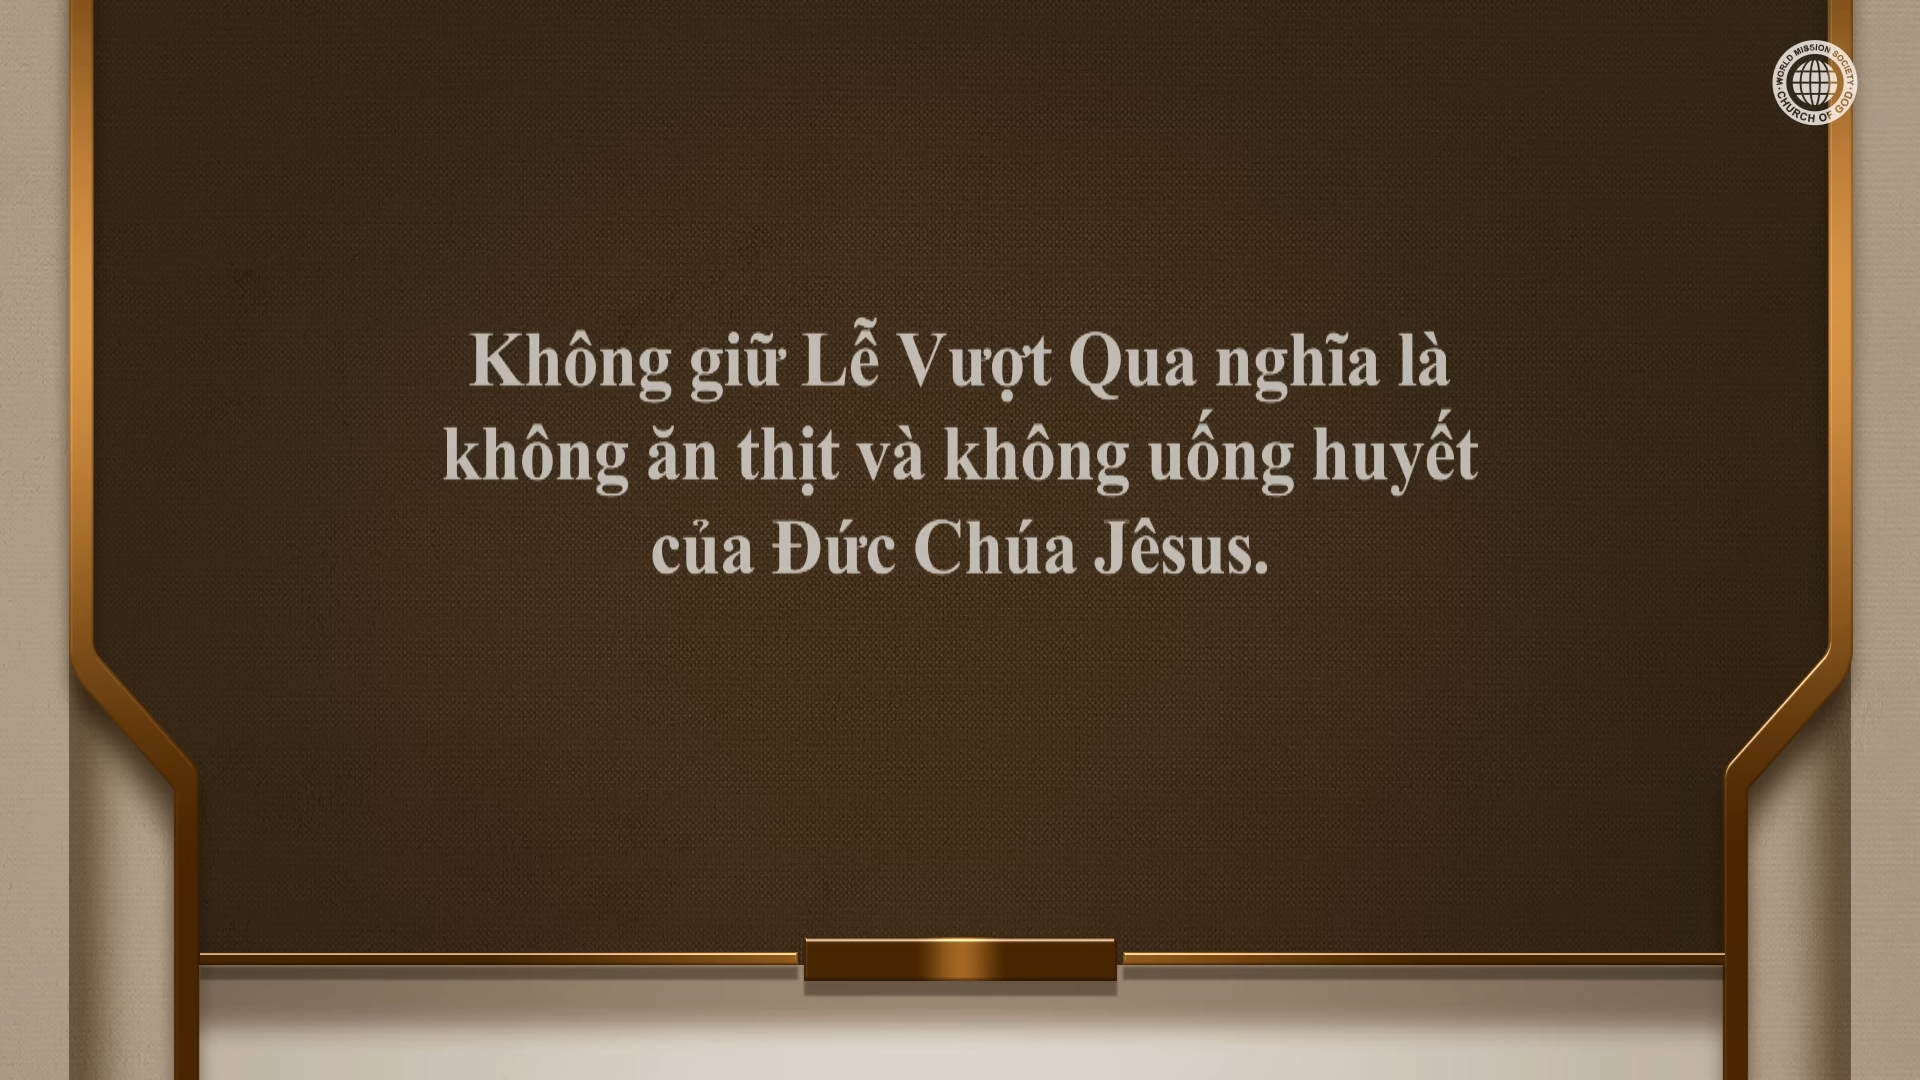 WORLD MISSION SOCIETY
CHURCH OF GOD
Không giữ Lễ Vượt Qua nghĩa là
không ăn thịt và không uống huyết
của Đức Chúa Jêsus.